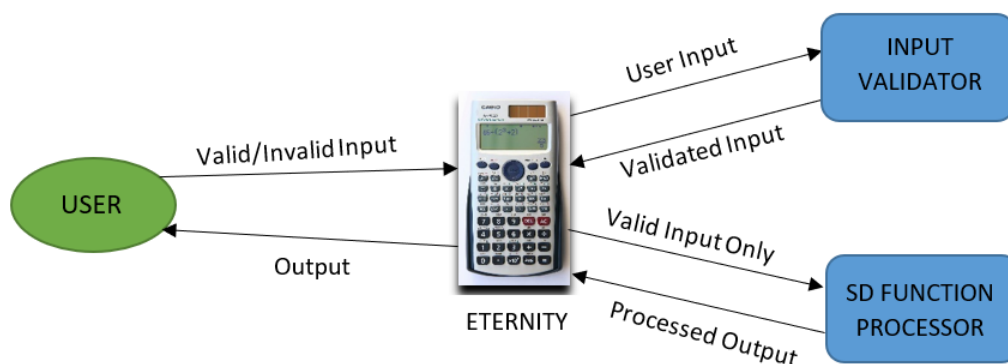 INPUT
VALIDATOR
User Input
Validated Input
Valid/Invalid Input
USER
Output
CASIO
ETERNITY
Valid Input Only
Processed Output
SD FUNCTION
PROCESSOR